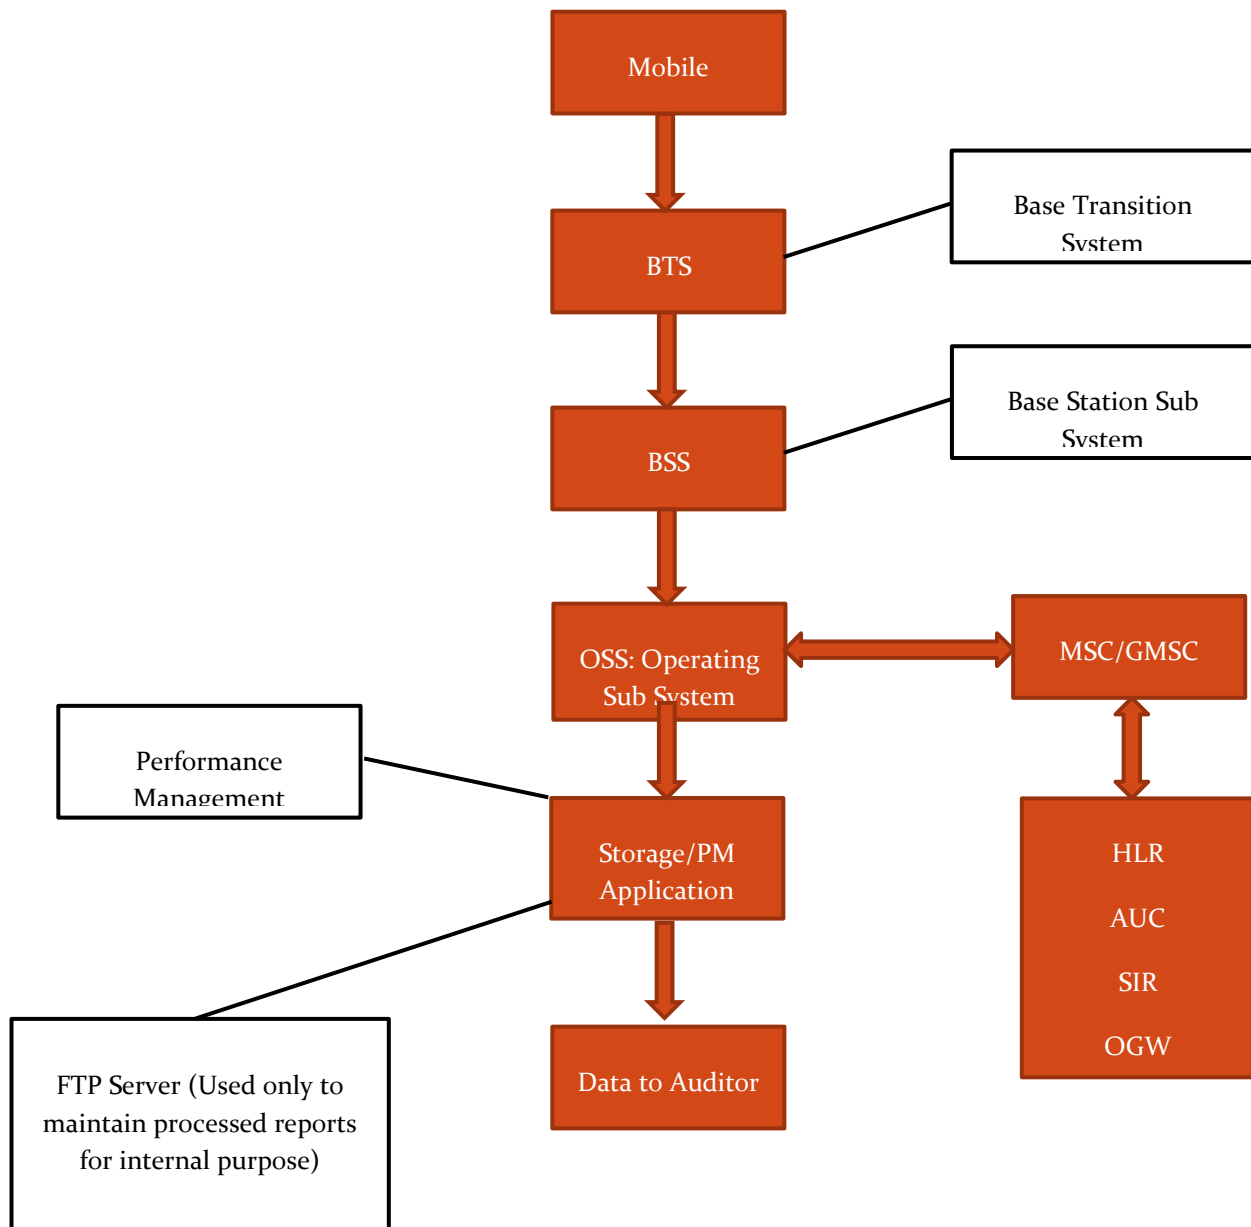 Mobile
BTS
Base Transition
System
BSS
Base Station Sub
System
OSS: Operating
Sub System
MSC/GMSC
Performance
Management
Storage/PM
Application
HLR
AUC
SIR
OGW
FTP Server (Used only to
maintain processed reports
for internal purpose)
Data to Auditor